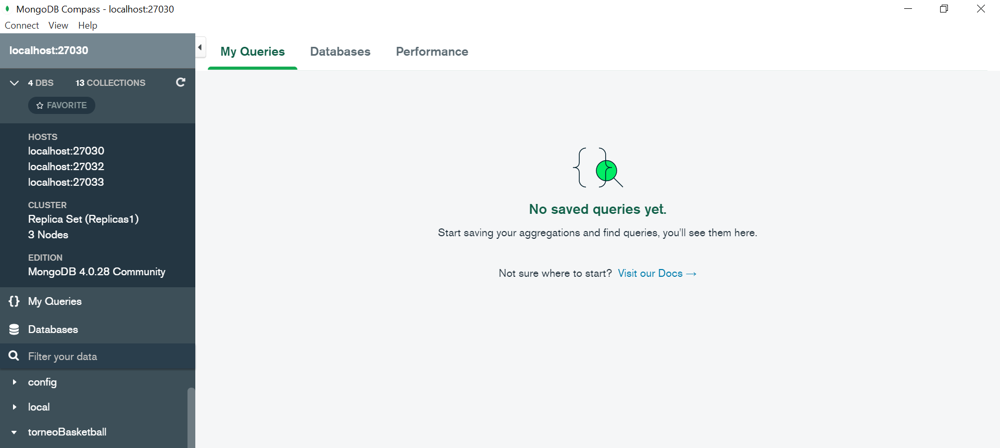 MongoDB Compass - localhost:27030
Connect View Help
localhost:27030
My Queries Databases Performance
4 DBS 13 COLLECTIONS
FAVORITE
HOSTS
localhost:27030
localhost:27032
localhost:27033
CLUSTER
Replica Set (Replicas1)
3 Nodes
EDITION
MongoDB 4.0.28 Community
{} My Queries
Databases
Filter your data
config
local
torneoBasketball
No saved queries yet.
Start saving your aggregations and find queries, you'll see them here.
Not sure where to start? Visit our Docs →